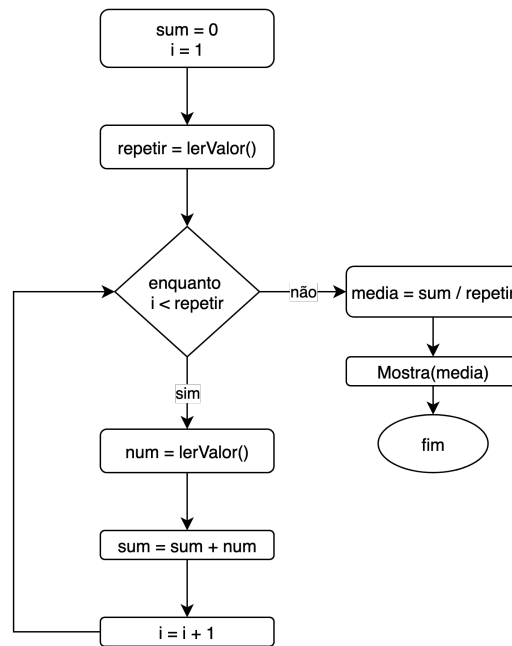 sum = 0
i = 1
repetir = lerValor()
enquanto
i < repetir
não
media = sum / repetir
Mostra(media)
fim
sim
num = lerValor()
sum = sum + num
i = i + 1